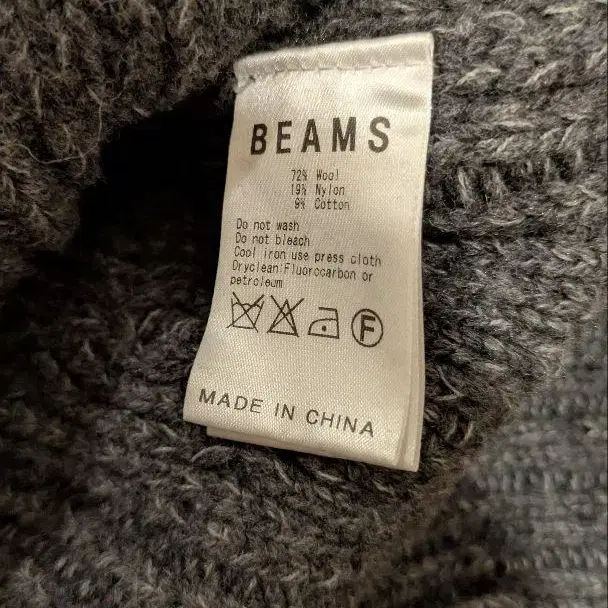 BEAMS
72% Wool
19% Nylon
9% Cotton
Do not wash
Do not bleach
Cool iron use press cloth
Dryclean:Fluorocarbon or
petroleum
F
MADE IN CHINA